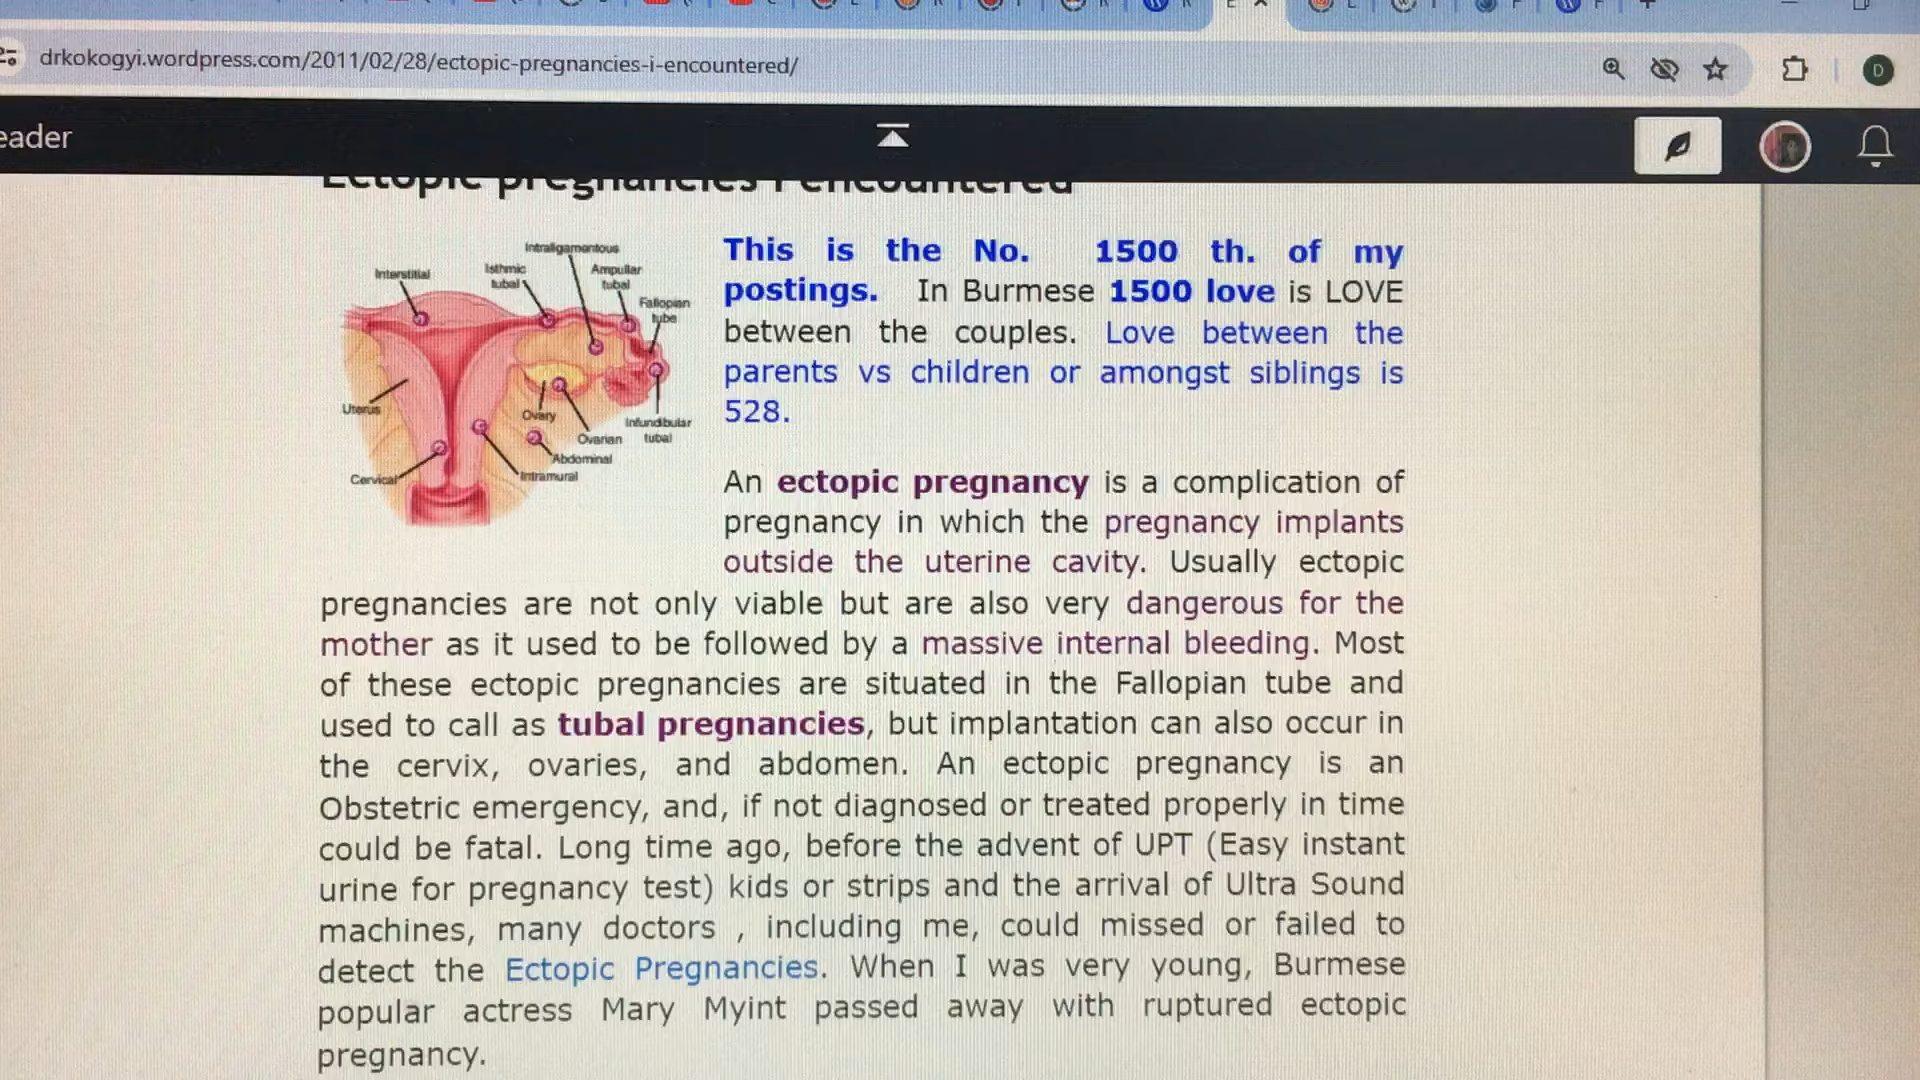 drkokogyi.wordpress.com/2011/02/28/ectopic-pregnancies-i-encountered/
D
eader
Ectopic pregnancies I encountered
Intraligamentous
Interstitial
Isthmic
tubal
Ampullar
tubal
Fallopian
tube
Uterus
Ovary
Infundibular
tubal
Ovarian
Abdominal
Intramural
Cervical
This is the No. 1500 th. of my
postings. In Burmese 1500 love is LOVE
between the couples. Love between the
parents vs children or amongst siblings is
528.
An ectopic pregnancy is a complication of
pregnancy in which the pregnancy implants
outside the uterine cavity. Usually ectopic
pregnancies are not only viable but are also very dangerous for the
mother as it used to be followed by a massive internal bleeding. Most
of these ectopic pregnancies are situated in the Fallopian tube and
used to call as tubal pregnancies, but implantation can also occur in
the cervix, ovaries, and abdomen. An ectopic pregnancy is an
Obstetric emergency, and, if not diagnosed or treated properly in time
could be fatal. Long time ago, before the advent of UPT (Easy instant
urine for pregnancy test) kids or strips and the arrival of Ultra Sound
machines, many doctors , including me, could missed or failed to
detect the Ectopic Pregnancies. When I was very young, Burmese
popular actress Mary Myint passed away with ruptured ectopic
pregnancy.